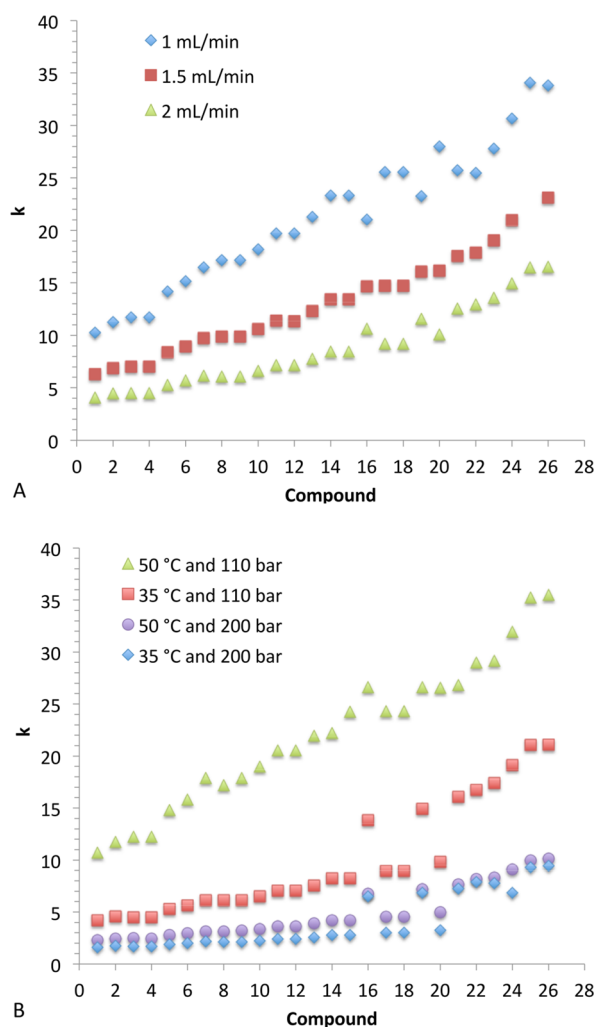 40
35
30
25
20
15
10
5
0
k
1 mL/min
1.5 mL/min
2 mL/min
0 2 4 6 8 10 12 14 16 18 20 22 24 26 28
Compound
A
40
35
30
25
20
15
10
5
0
k
50 °C and 110 bar
35 °C and 110 bar
50 °C and 200 bar
35 °C and 200 bar
0 2 4 6 8 10 12 14 16 18 20 22 24 26 28
Compound
B